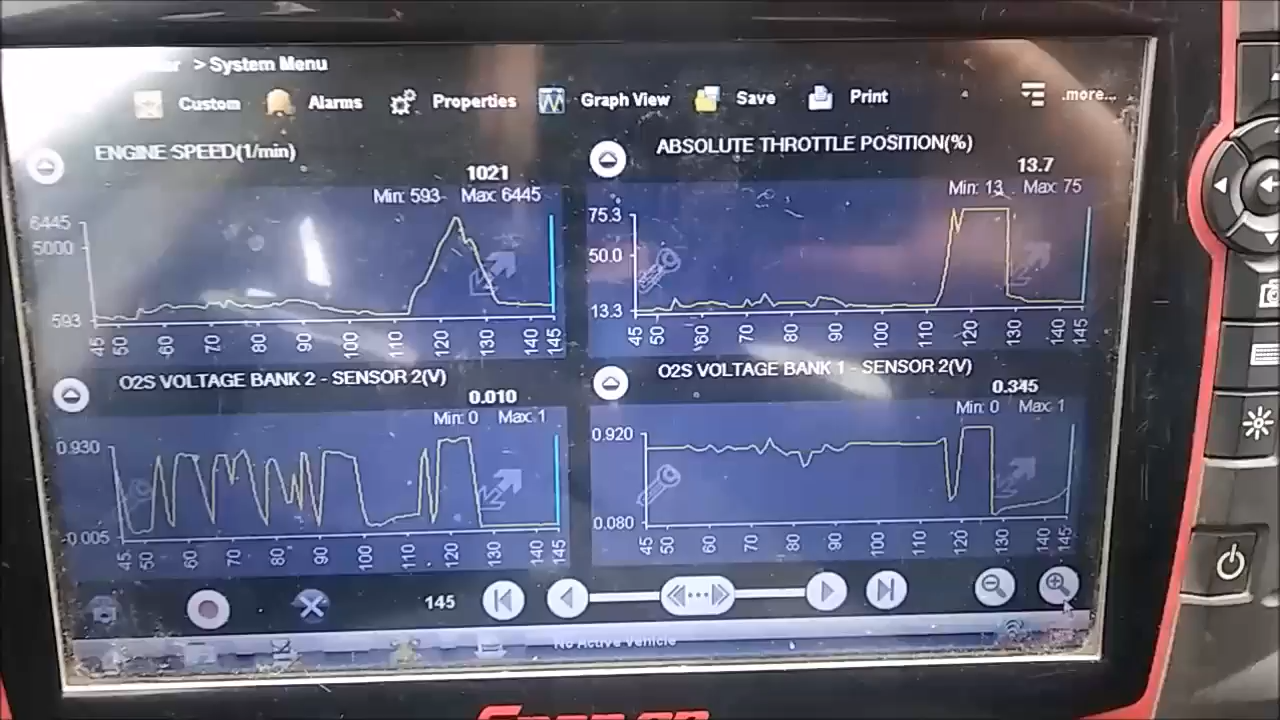 > System Menu
Custom Alarms Properties Graph View Save Print .more...
ENGINE SPEED(1/min)
1021
Min: 593 Max: 6445
6445
5000
593
45 50 60 70 80 90 100 110 120 130 140 145
ABSOLUTE THROTTLE POSITION(%)
13.7
Min: 13 Max: 75
75.3
50.0
13.3
45 50 60 70 80 90 100 110 120 130 140 145
O2S VOLTAGE BANK 2 - SENSOR 2(V)
0.010
Min: 0 Max: 1
0.930
-0.005
45 50 60 70 80 90 100 110 120 130 140 145
O2S VOLTAGE BANK 1 - SENSOR 2(V)
0.345
Min: 0 Max: 1
0.920
0.080
45 50 60 70 80 90 100 110 120 130 140 145
145
No Active Vehicle